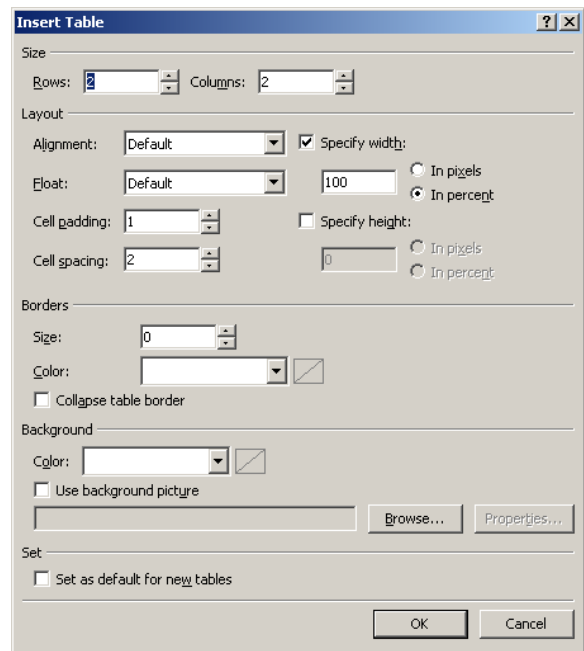 Insert Table
Size
Rows: 2 Columns: 2
Layout
Alignment: Default Specify width:
Float: Default 100 In pixels
In percent
Cell padding: 1 Specify height:
Cell spacing: 2 0 In pixels
In percent
Borders
Size: 0
Color:
Collapse table border
Background
Color:
Use background picture
Browse... Properties...
Set
Set as default for new tables
OK Cancel